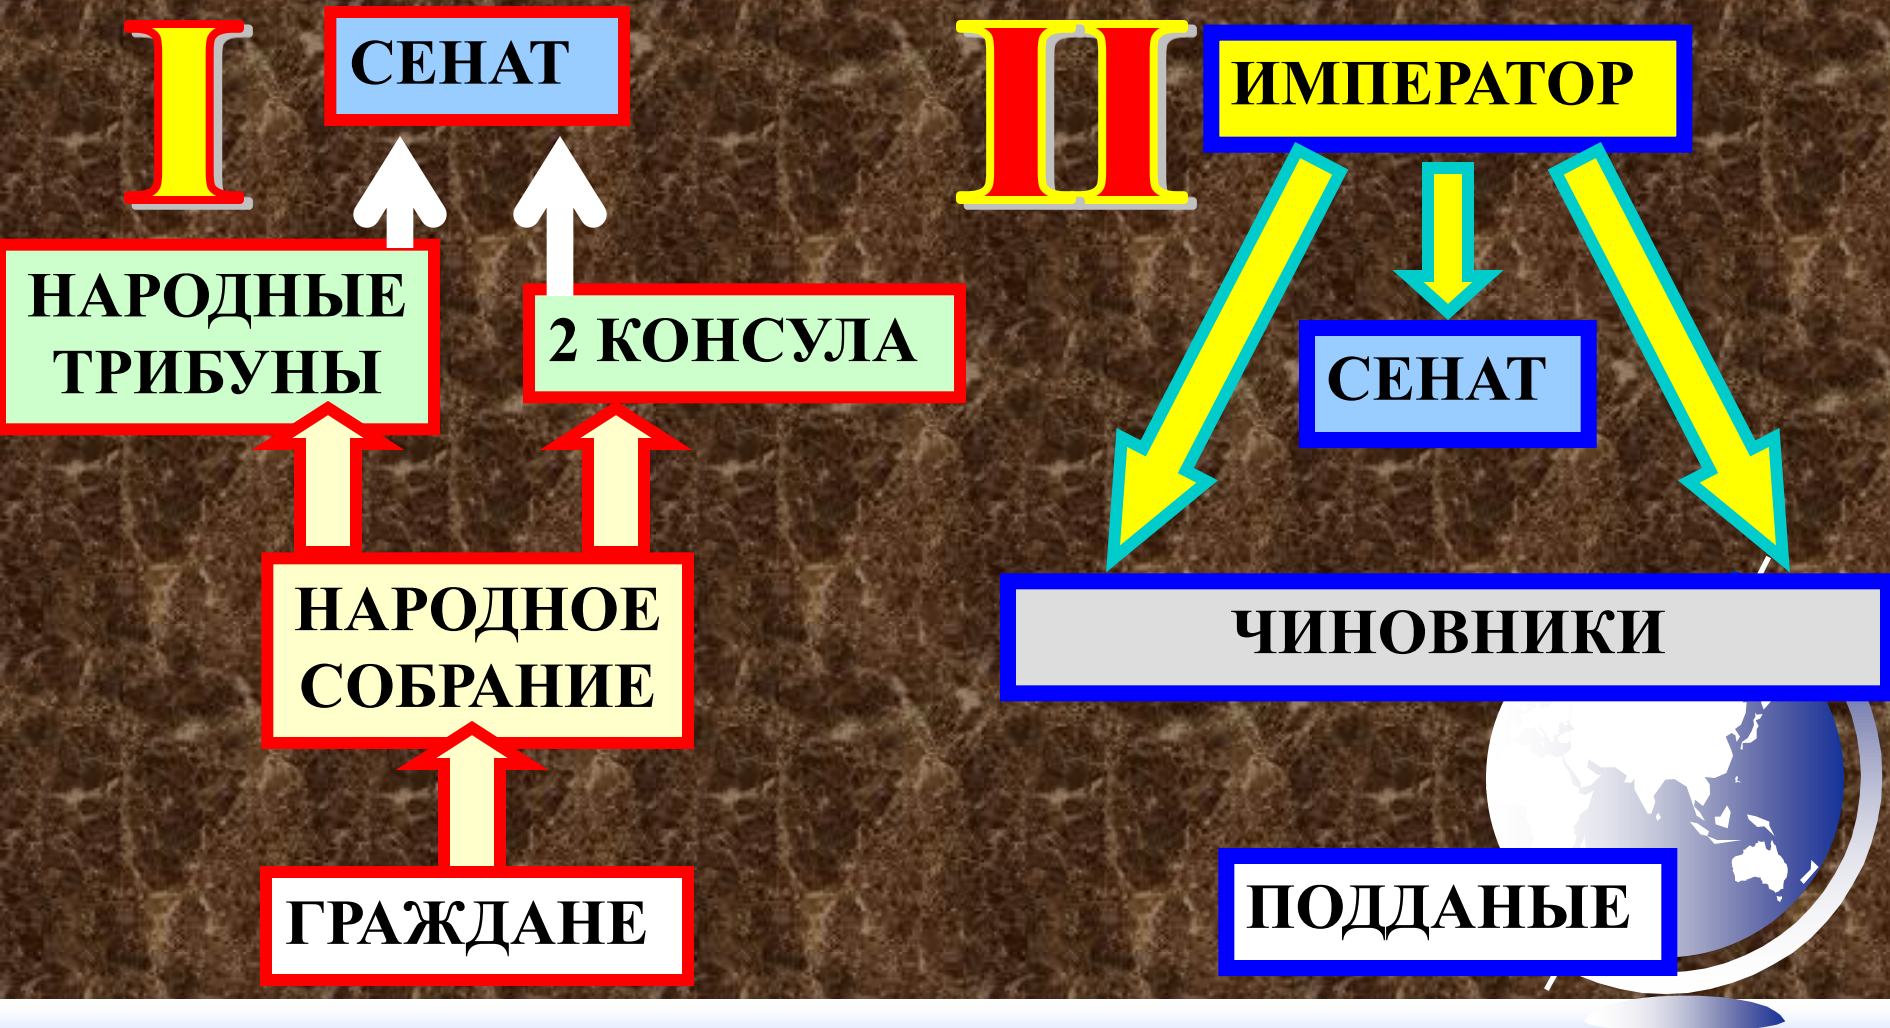 I
СЕНАТ
НАРОДНЫЕ
ТРИБУНЫ
2 КОНСУЛА
НАРОДНОЕ
СОБРАНИЕ
ГРАЖДАНЕ
II
ИМПЕРАТОР
СЕНАТ
ЧИНОВНИКИ
ПОДДАНЫЕ